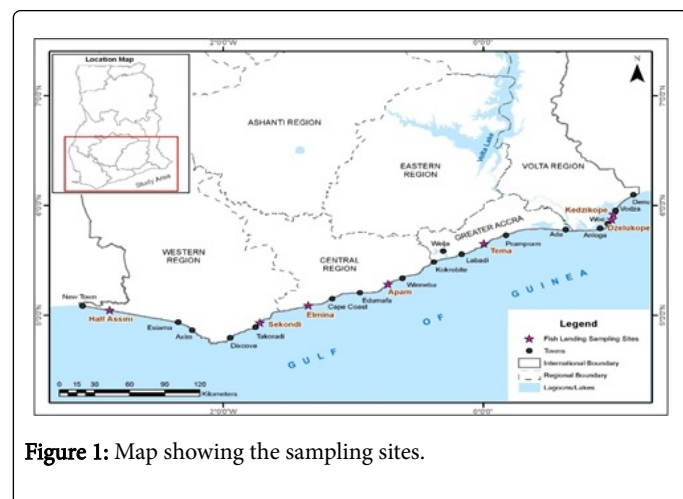 Location Map
Study Area
2°0'W
0°0'
N
7°0'0"N
7°0'0"N
ASHANTI REGION
EASTERN
REGION
Volta Lake
VOLTA REGION
6°0'0"N
6°0'0"N
Denu
Kedzikope
Vodza
Woe
Dzelukope
Anloga
Ada
GREATER ACCRA
Weija
Prampram
Tema
Labadi
Kokrobite
WESTERN
REGION
CENTRAL
REGION
Winneba
Apam
Edumafa
Cape Coast
Elmina
New Town
Half Assini
Esiama
Axim
Sekondi
Takoradi
Dixcove
5°0'0"N
5°0'0"N
GULF OF GUINEA
Legend
Fish Landing Sampling Sites
Towns
International Boundary
Regional Boundary
Lagoons/Lakes
0 15 30 60 90 120
Kilometers
2°0'W
0°0'
Figure 1: Map showing the sampling sites.